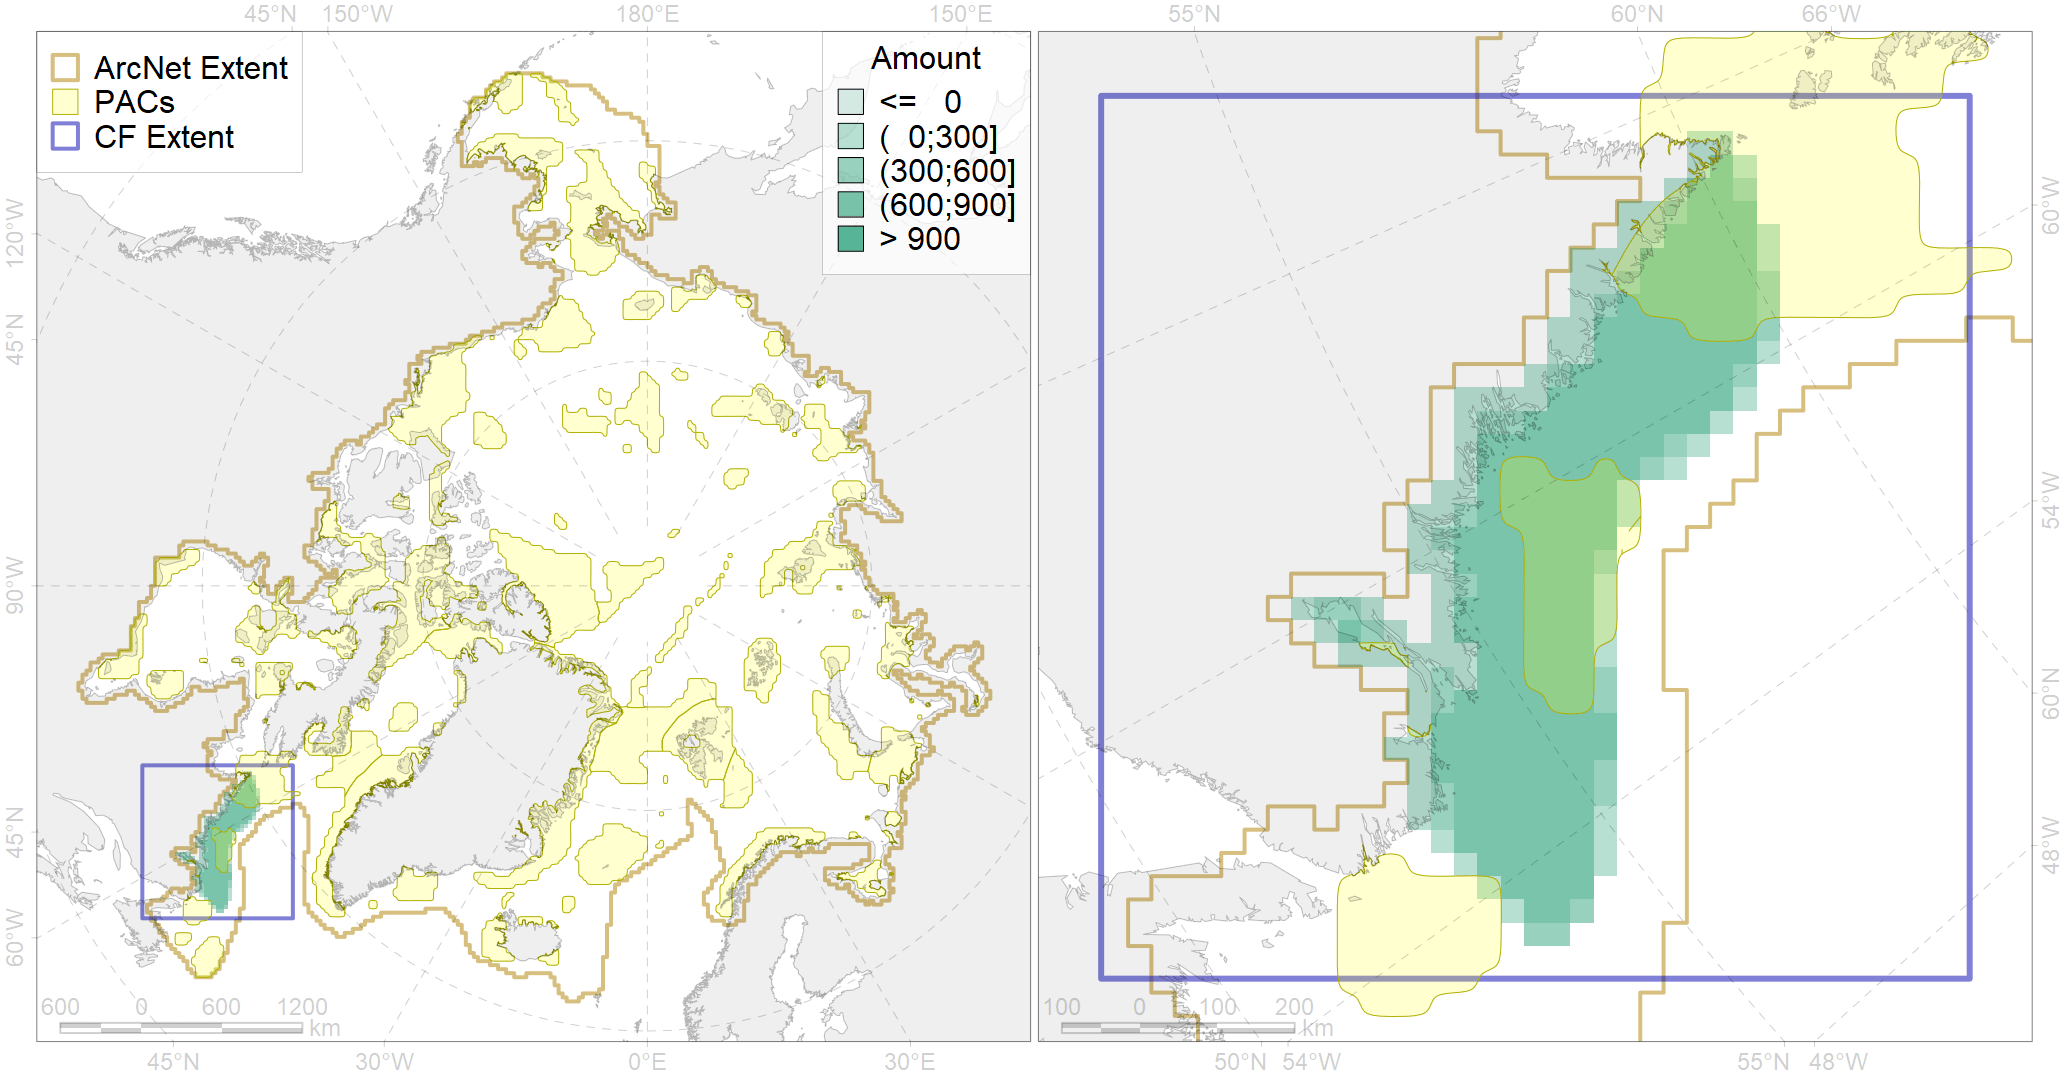 45°N 150°W 180°E 150°E 55°N 60°N 66°W
ArcNet Extent
PACs
CF Extent
Amount
<= 0
( 0;300]
(300;600]
(600;900]
> 900
120°W
45°N
90°W
45°N
60°W
60°W
54°W
60°N
48°W
600 0 600 1200
km
100 0 100 200
km
45°N 30°W 0°E 30°E 50°N 54°W 55°N 48°W